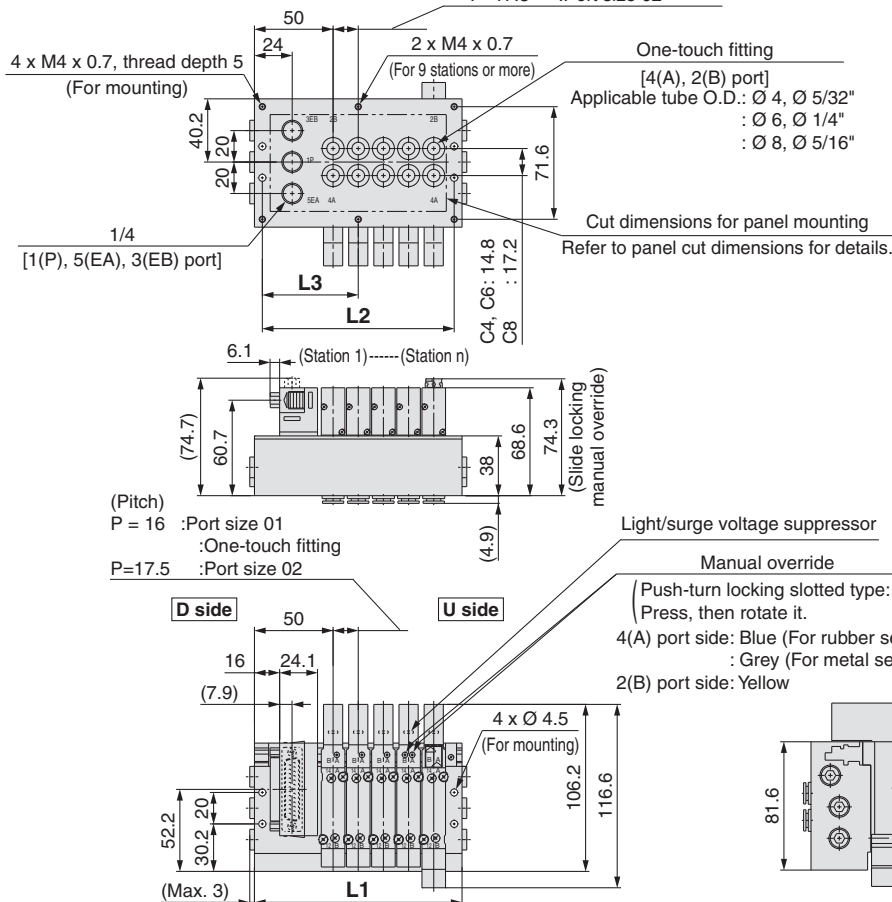 50
24
4 x M4 x 0.7, thread depth 5
(For mounting)
2 x M4 x 0.7
(For 9 stations or more)
One-touch fitting
[4(A), 2(B) port]
Applicable tube O.D.: Ø 4, Ø 5/32"
: Ø 6, Ø 1/4"
: Ø 8, Ø 5/16"
40.2
20
20
3EB
2B
2B
1P
5EA
4A
4A
71.6
1/4
[1(P), 5(EA), 3(EB) port]
Cut dimensions for panel mounting
Refer to panel cut dimensions for details.
L3
L2
C4, C6: 14.8
C8 : 17.2
6.1
(Station 1)------(Station n)
(74.7)
60.7
38
68.6
74.3
(Slide locking
manual override)
(4.9)
(Pitch)
P = 16 :Port size 01
:One-touch fitting
P=17.5 :Port size 02
Light/surge voltage suppressor
Manual override
Push-turn locking slotted type:
Press, then rotate it.
4(A) port side: Blue (For rubber se
: Grey (For metal se
2(B) port side: Yellow
D side
U side
50
16
24.1
(7.9)
4 x Ø 4.5
(For mounting)
52.2
20
30.2
106.2
116.6
81.6
(Max. 3)
L1